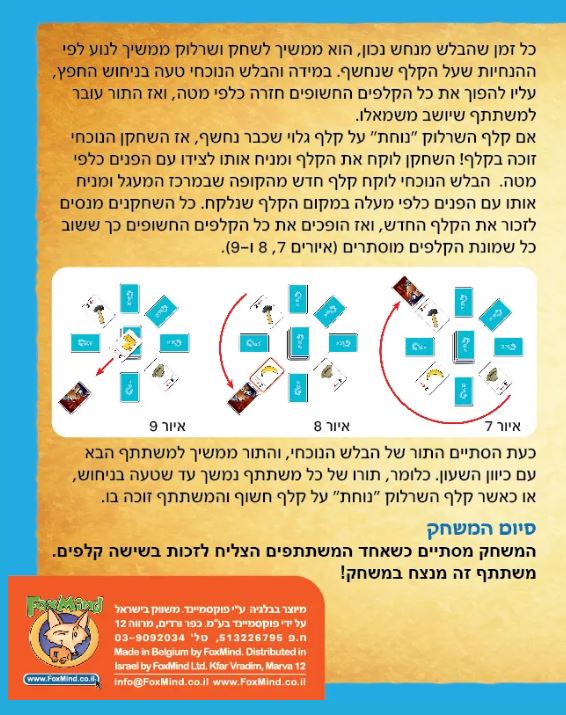 כל זמן שהבלש מנחש נכון, הוא ממשיך לשחק ושרלוק ממשיך לנוע לפי
ההנחיות שעל הקלף שנחשף. במידה והבלש הנוכחי טעה בניחוש החפץ,
עליו להפוך את כל הקלפים החשופים חזרה כלפי מטה, ואז התור עובר
למשתתף שיושב משמאלו.
אם קלף השרלוק "נוחת" על קלף גלוי שכבר נחשף, אז השחקן הנוכחי
זוכה בקלף! השחקן לוקח את הקלף ומניח אותו לצידו עם הפנים כלפי
מטה. הבלש הנוכחי לוקח קלף חדש מהקופה שבמרכז המעגל ומניח
אותו עם הפנים כלפי מעלה במקום הקלף שנלקח. כל השחקנים מנסים
לזכור את הקלף החדש, ואז הופכים את כל הקלפים החשופים כך ששוב
כל שמונת הקלפים מוסתרים (איורים 7, 8 ו-9).
איור 7
איור 8
איור 9
כעת הסתיים התור של הבלש הנוכחי, והתור ממשיך למשתתף הבא
עם כיוון השעון. כלומר, תורו של כל משתתף נמשך עד שטעה בניחוש,
או כאשר קלף השרלוק "נוחת" על קלף חשוף והמשתתף זוכה בו.
סיום המשחק
המשחק מסתיים כשאחד המשתתפים הצליח לזכות בשישה קלפים.
משתתף זה מנצח במשחק!
FoxMind
www.FoxMind.co.il
מיוצר בבלגיה ע"י פוקסמיינד. משווק בישראל
על ידי פוקסמיינד בע"מ. כפר ורדים, מרווה 12
ח.פ 513226795, טל' 03-9092034
Made in Belgium by FoxMind. Distributed in
Israel by FoxMind Ltd. Kfar Vradim, Marva 12
info@FoxMind.co.il www.FoxMind.co.il